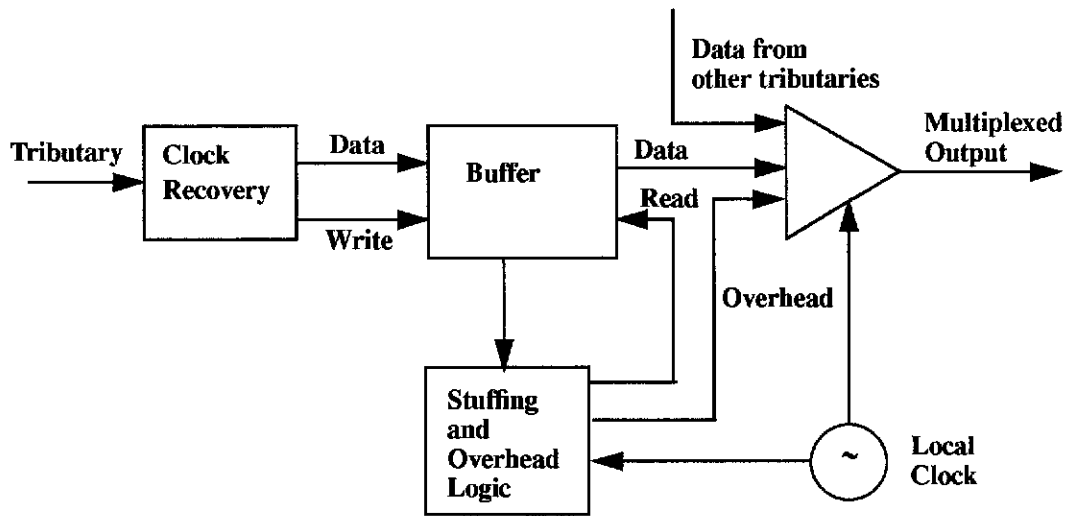 Data from
other tributaries
Tributary
Clock
Recovery
Data
Write
Buffer
Data
Read
Multiplexed
Output
Overhead
Stuffing
and
Overhead
Logic
~
Local
Clock